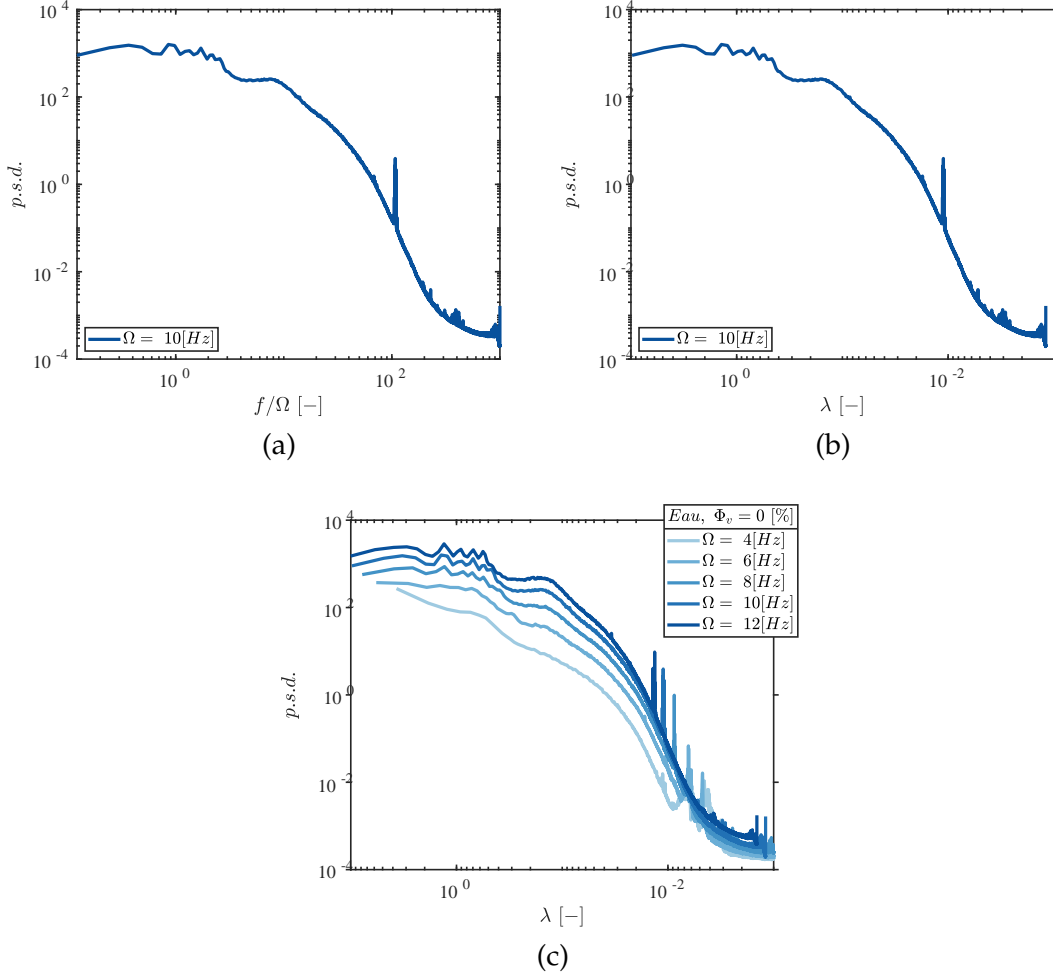 10^4
10^2
10^0
10^-2
10^-4
p.s.d.
Ω = 10[Hz]
10^0
10^2
f/Ω [−]
(a)
10^4
10^2
10^0
10^-2
10^-4
p.s.d.
Ω = 10[Hz]
10^0
10^-2
λ [−]
(b)
10^4
10^2
10^0
10^-2
10^-4
p.s.d.
Eau, Φ_v = 0 [%]
Ω = 4[Hz]
Ω = 6[Hz]
Ω = 8[Hz]
Ω = 10[Hz]
Ω = 12[Hz]
10^0
10^-2
λ [−]
(c)